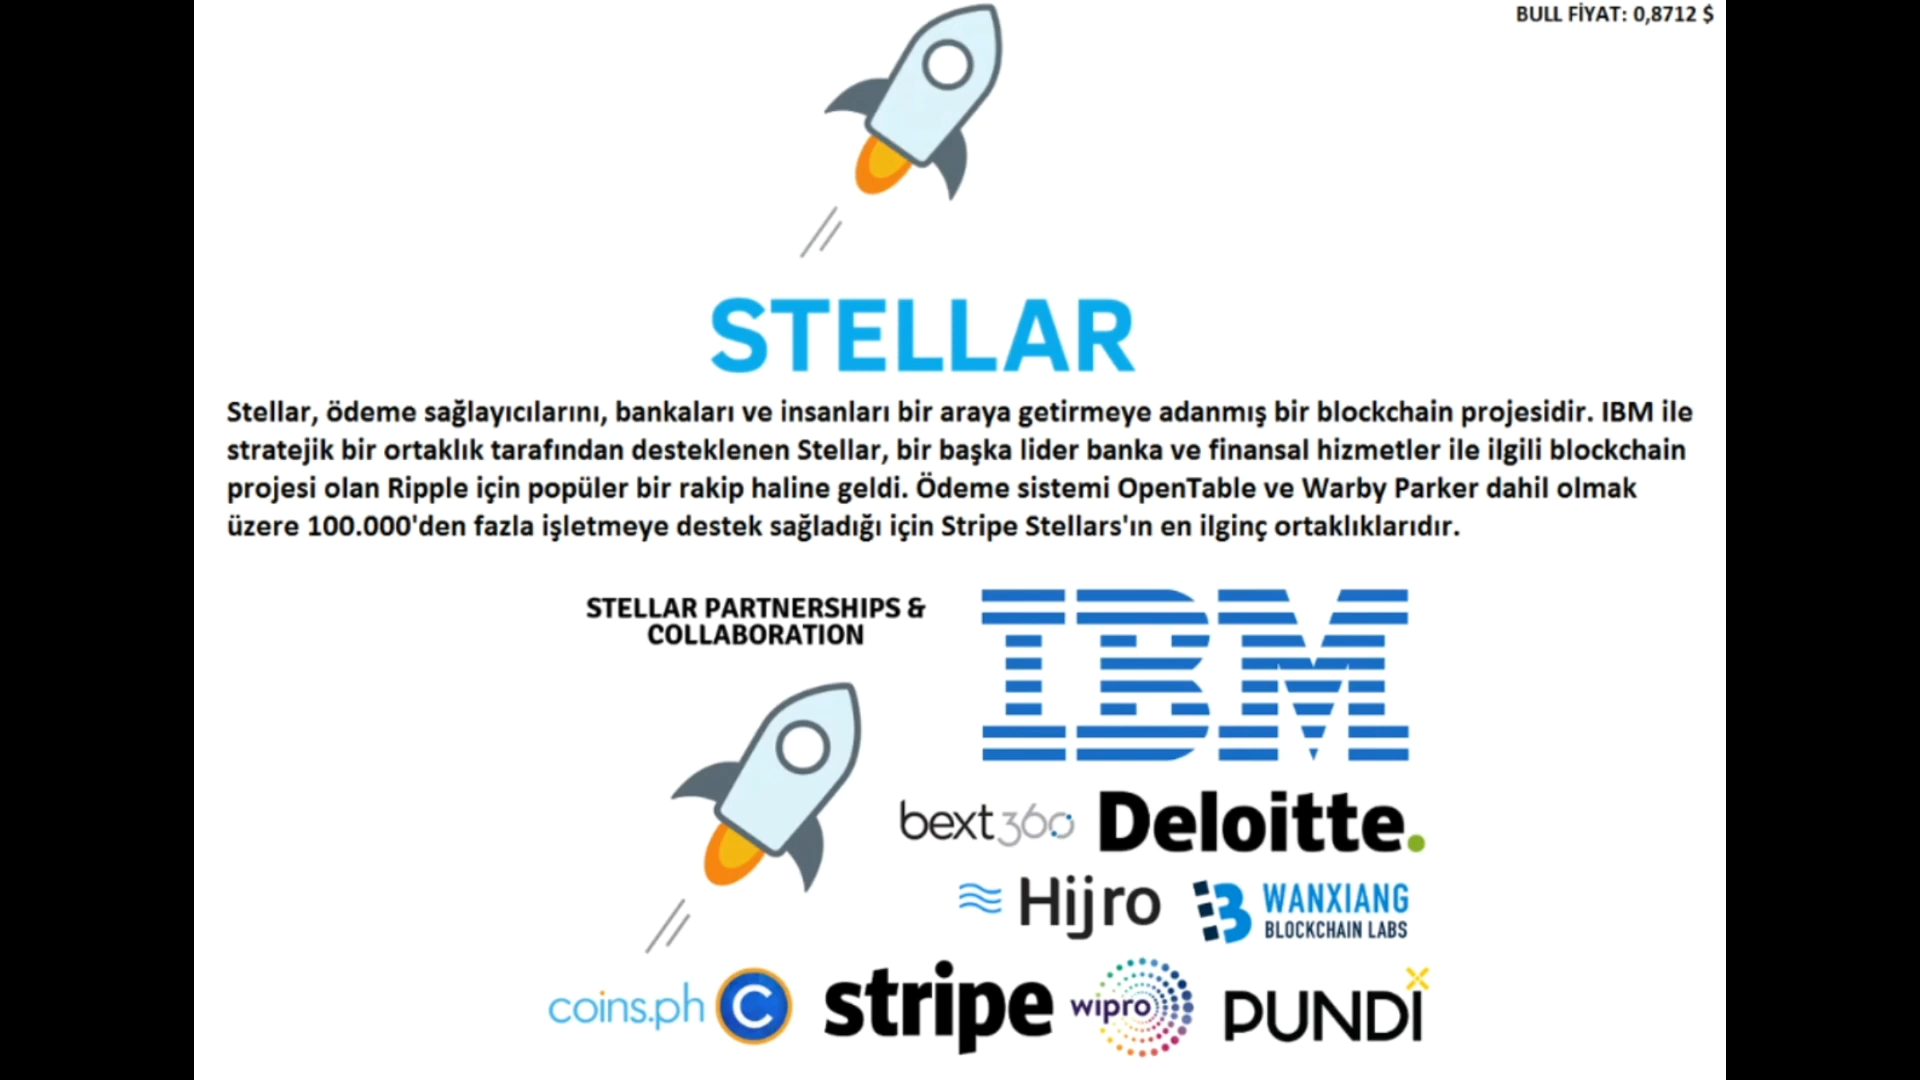 BULL FİYAT: 0,8712 $
STELLAR
Stellar, ödeme sağlayıcılarını, bankaları ve insanları bir araya getirmeye adanmış bir blockchain projesidir. IBM ile
stratejik bir ortaklık tarafından desteklenen Stellar, bir başka lider banka ve finansal hizmetler ile ilgili blockchain
projesi olan Ripple için popüler bir rakip haline geldi. Ödeme sistemi OpenTable ve Warby Parker dahil olmak
üzere 100.000'den fazla işletmeye destek sağladığı için Stripe Stellars'ın en ilginç ortaklıklarıdır.
STELLAR PARTNERSHIPS &
COLLABORATION
IBM
bext360
Deloitte.
Hijro
WANXIANG
BLOCKCHAIN LABS
coins.ph
C
stripe
wipro
PUNDI X